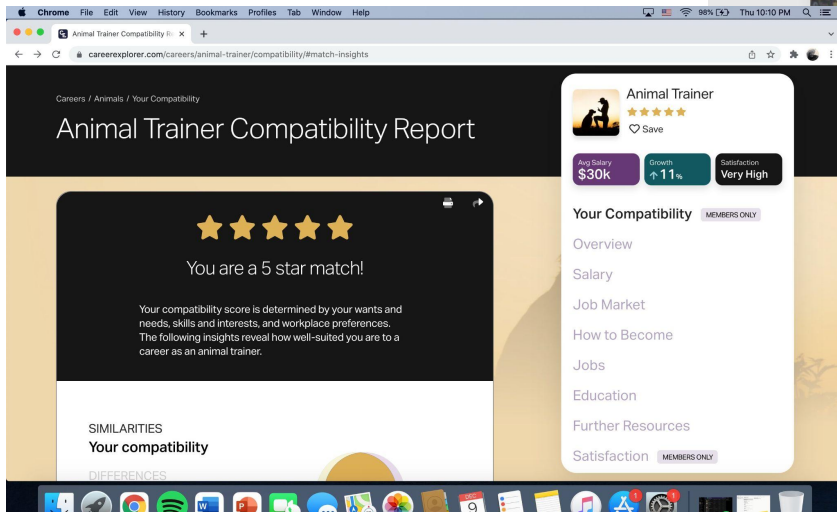 Chrome File Edit View History Bookmarks Profiles Tab Window Help 98% Thu 10:10 PM
Animal Trainer Compatibility Re
careerexplorer.com/careers/animal-trainer/compatibility/#match-insights
Careers / Animals / Your Compatibility
Animal Trainer Compatibility Report
You are a 5 star match!
Your compatibility score is determined by your wants and
needs, skills and interests, and workplace preferences.
The following insights reveal how well-suited you are to a
career as an animal trainer.
SIMILARITIES
Your compatibility
DIFFERENCES
Animal Trainer
Save
Avg Salary
$30k
Growth
11%
Satisfaction
Very High
Your Compatibility MEMBERS ONLY
Overview
Salary
Job Market
How to Become
Jobs
Education
Further Resources
Satisfaction MEMBERS ONLY
DEC
9
W
P
1
1